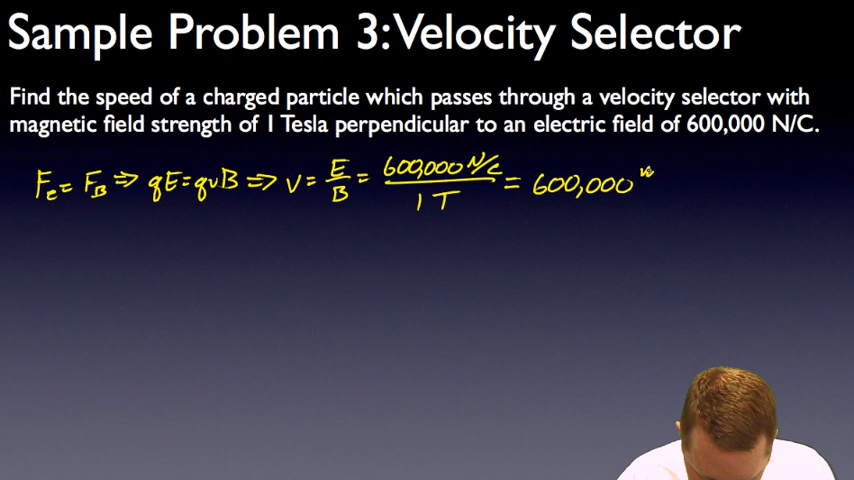 Sample Problem 3: Velocity Selector
Find the speed of a charged particle which passes through a velocity selector with
magnetic field strength of 1 Tesla perpendicular to an electric field of 600,000 N/C.
Fe = FB ⇒ qE = qvB ⇒ v = E/B = 600,000 N/C / 1 T = 600,000